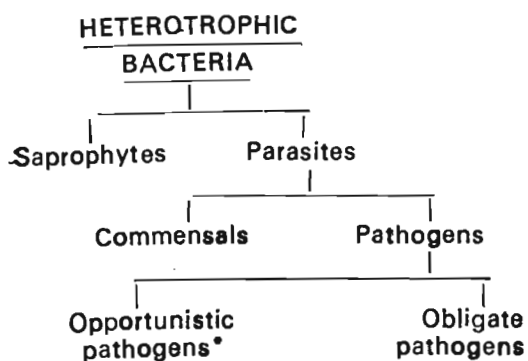 HETEROTROPHIC
BACTERIA
Saprophytes Parasites
Commensals Pathogens
Opportunistic Obligate
pathogens* pathogens